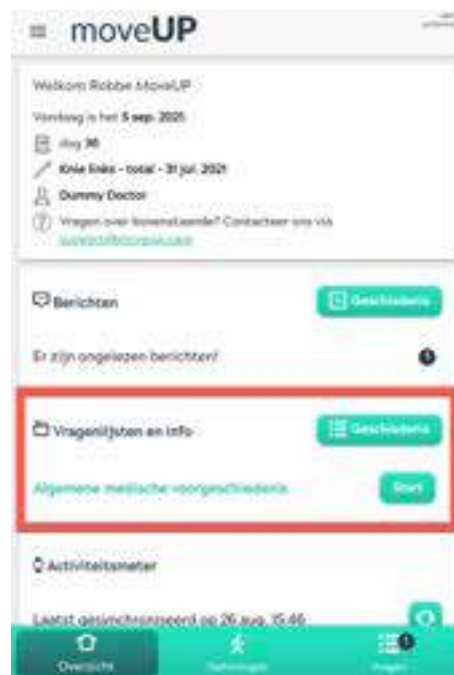 moveUP
Welkom Robbe MoveUP
Vandaag is het 5 sep. 2021
dag 36
Knie links - total - 31 jul. 2021
Dummy Doctor
Vragen over bovenstaande? Contacteer ons via
Berichten
Geschiedenis
Er zijn ongelezen berichten!
1
Vragenlijsten en info
Geschiedenis
Algemene medische voorgeschiedenis
Start
Activiteitsmeter
Laatst gesynchroniseerd op 26 aug. 15:46
Overzicht
Oefeningen
Vragen